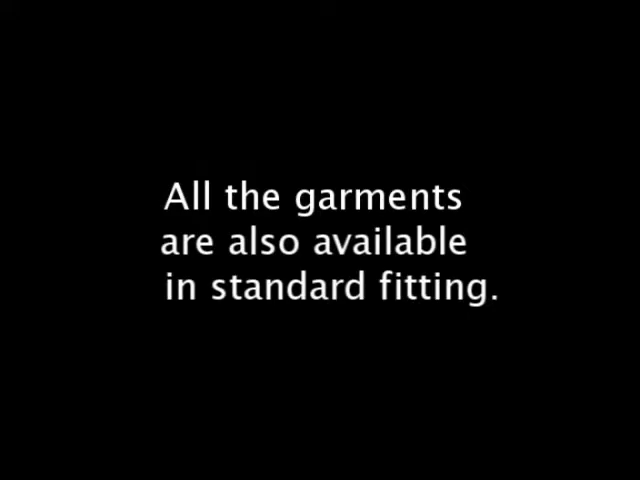 All the garments
are also available
in standard fitting.